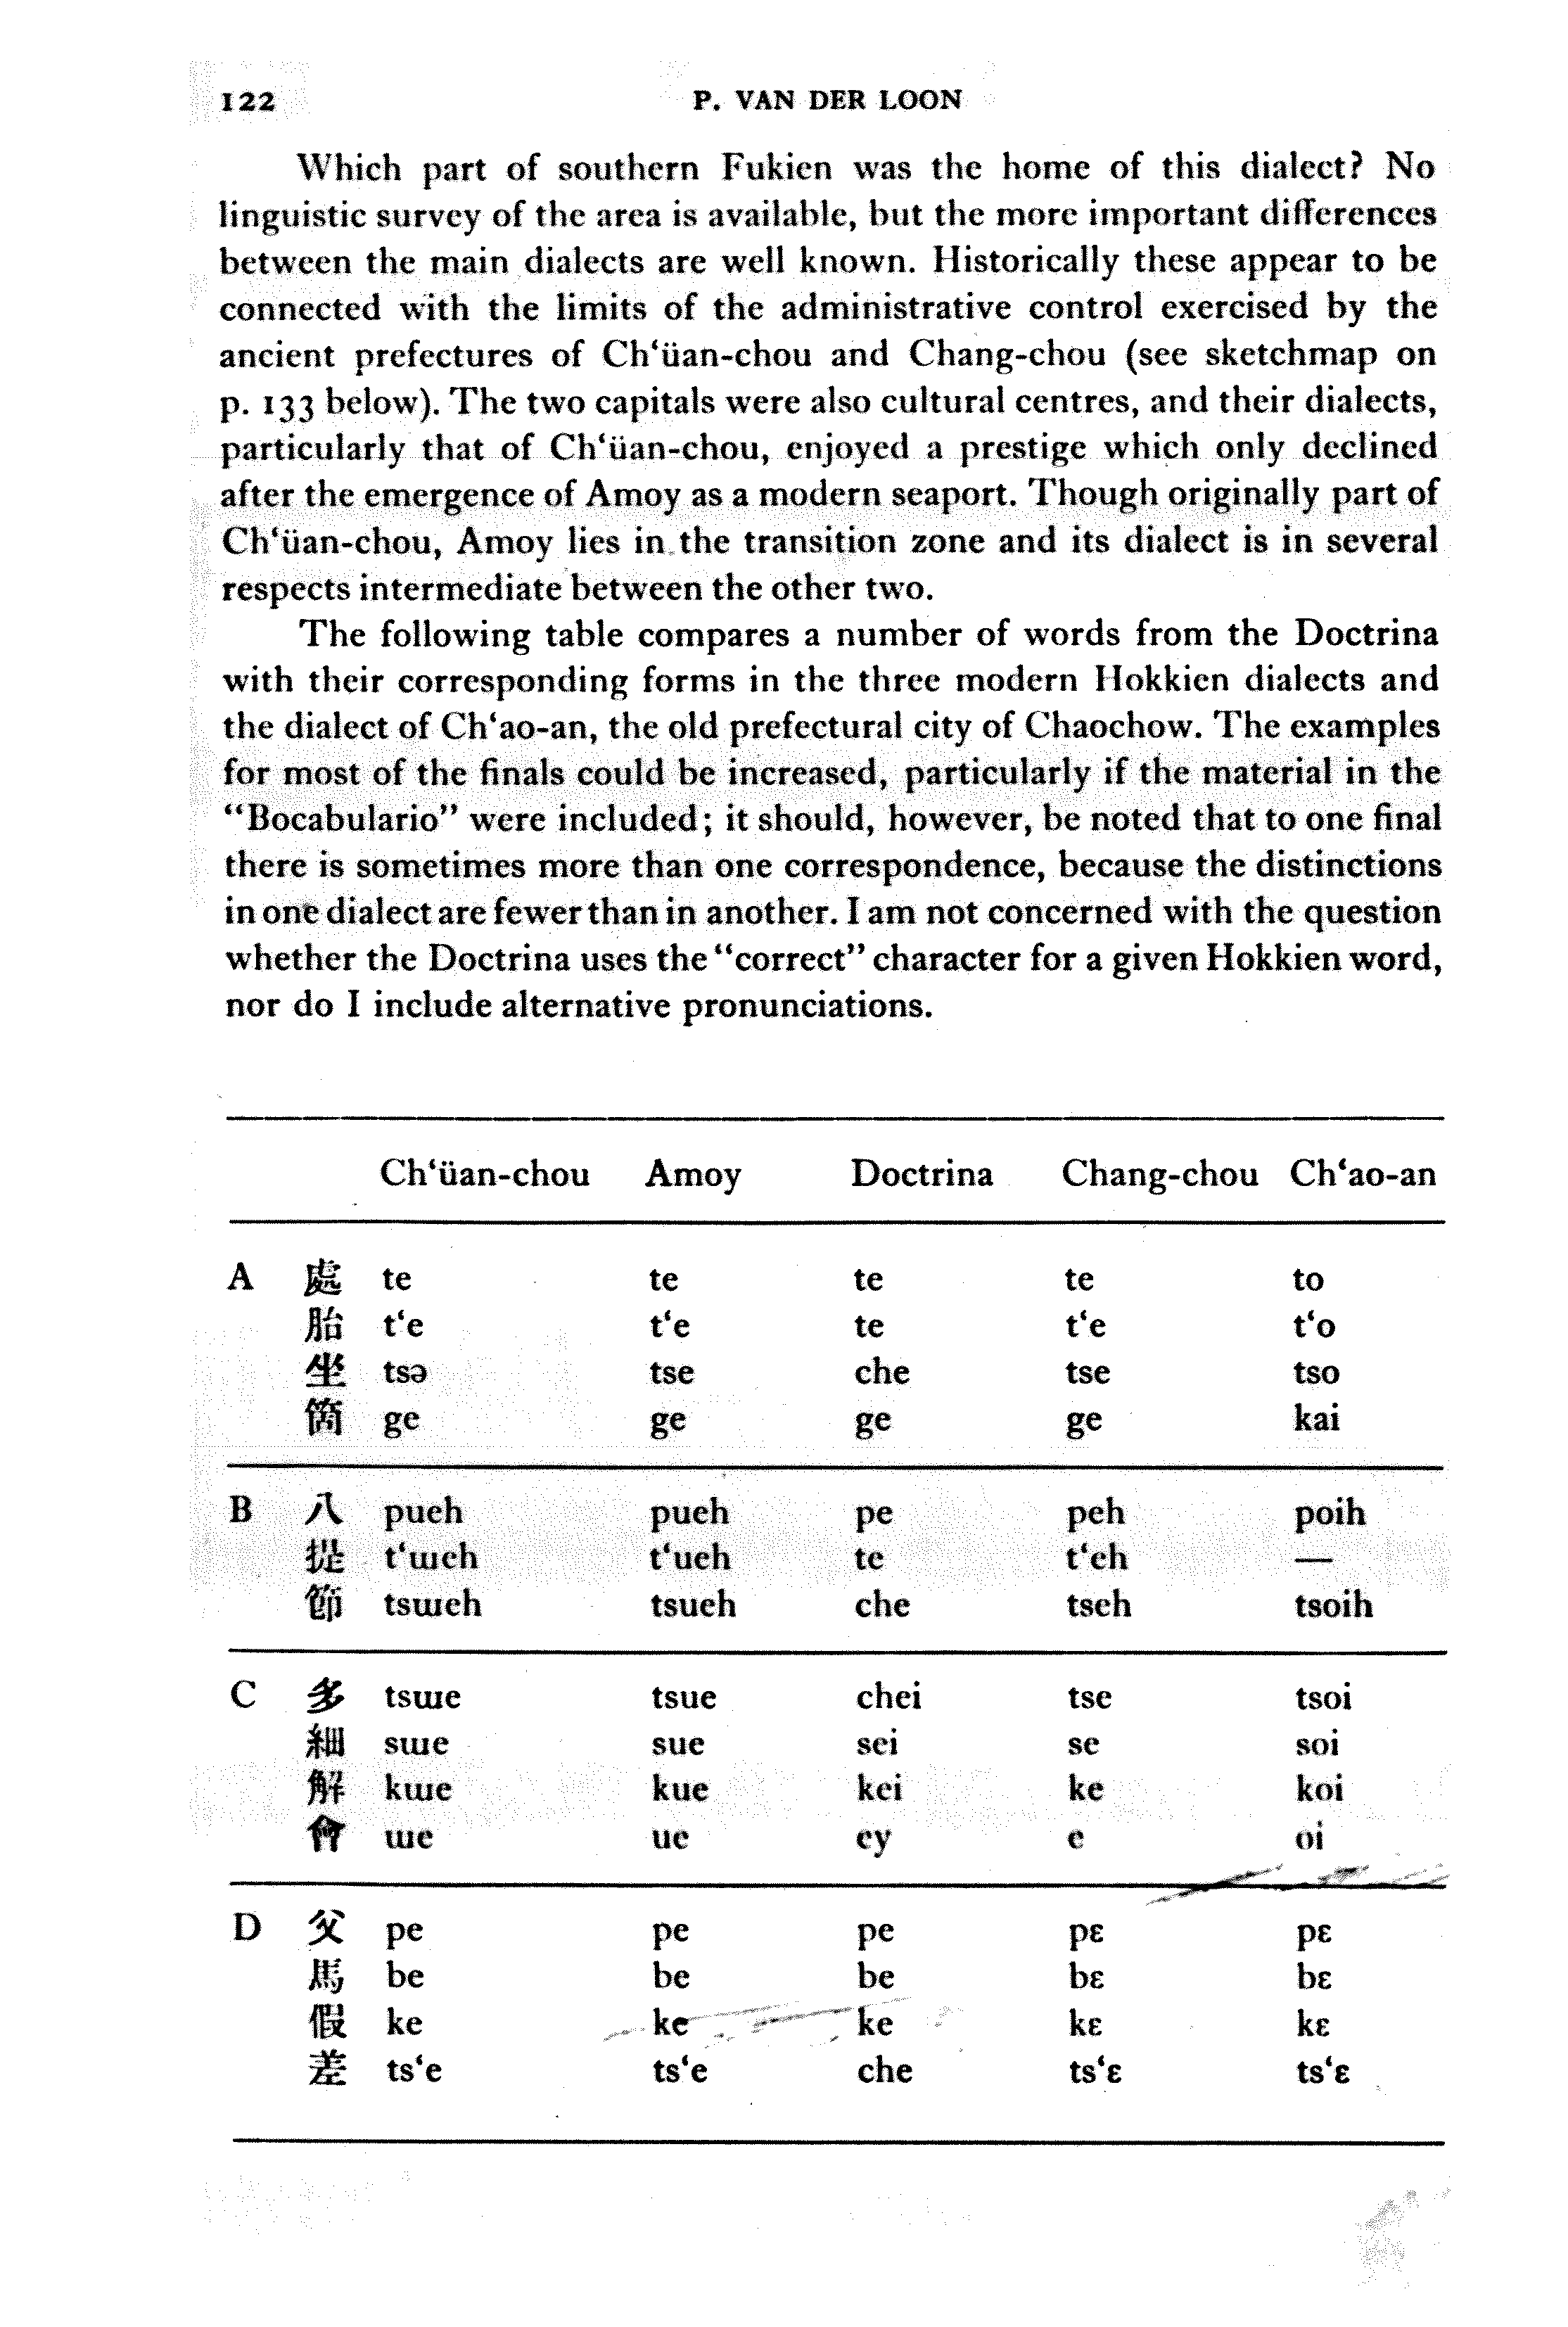 122 P. VAN DER LOON
Which part of southern Fukien was the home of this dialect? No
linguistic survey of the area is available, but the more important differences
between the main dialects are well known. Historically these appear to be
connected with the limits of the administrative control exercised by the
ancient prefectures of Ch‘üan-chou and Chang-chou (see sketchmap on
p. 133 below). The two capitals were also cultural centres, and their dialects,
particularly that of Ch‘üan-chou, enjoyed a prestige which only declined
after the emergence of Amoy as a modern seaport. Though originally part of
Ch‘üan-chou, Amoy lies in the transition zone and its dialect is in several
respects intermediate between the other two.
The following table compares a number of words from the Doctrina
with their corresponding forms in the three modern Hokkien dialects and
the dialect of Ch‘ao-an, the old prefectural city of Chaochow. The examples
for most of the finals could be increased, particularly if the material in the
“Bocabulario” were included; it should, however, be noted that to one final
there is sometimes more than one correspondence, because the distinctions
in one dialect are fewer than in another. I am not concerned with the question
whether the Doctrina uses the “correct” character for a given Hokkien word,
nor do I include alternative pronunciations.
Ch‘üan-chou Amoy Doctrina Chang-chou Ch‘ao-an
A 處 te te te te to
胎 t‘e t‘e te t‘e t‘o
坐 tsə tse che tse tso
箇 ge ge ge ge kai
B 八 pueh pueh pe peh poih
提 t‘ɯeh t‘ueh te t‘eh —
節 tsɯeh tsueh che tseh tsoih
C 多 tsɯe tsue chei tse tsoi
細 sɯe sue sei se soi
解 kɯe kue kei ke koi
會 ɯe ue ey e oi
D 父 pe pe pe pɛ pɛ
馬 be be be bɛ bɛ
假 ke ke ke kɛ kɛ
差 ts‘e ts‘e che ts‘ɛ ts‘ɛ